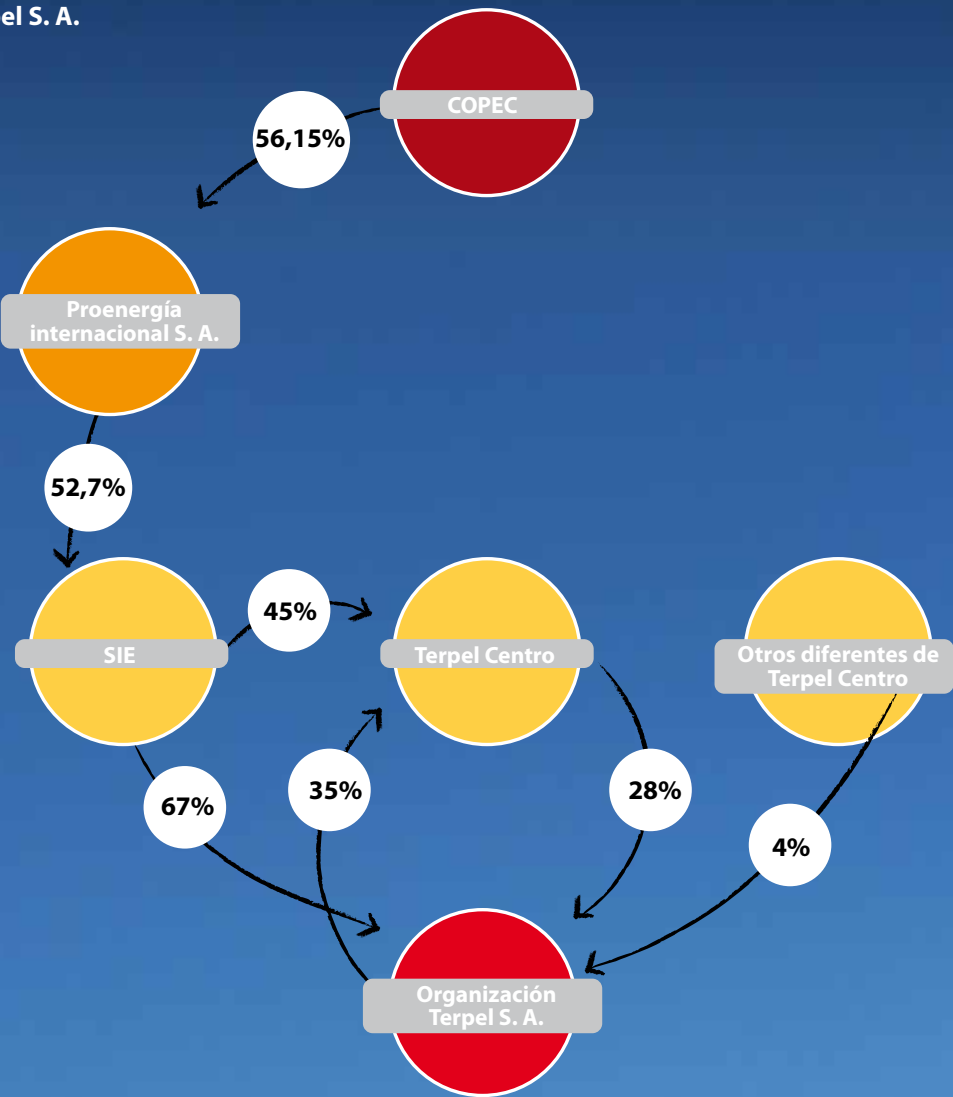 el S. A.
COPEC
56,15%
Proenergía
internacional S. A.
52,7%
45%
SIE
Terpel Centro
Otros diferentes de
Terpel Centro
67%
35%
28%
4%
Organización
Terpel S. A.